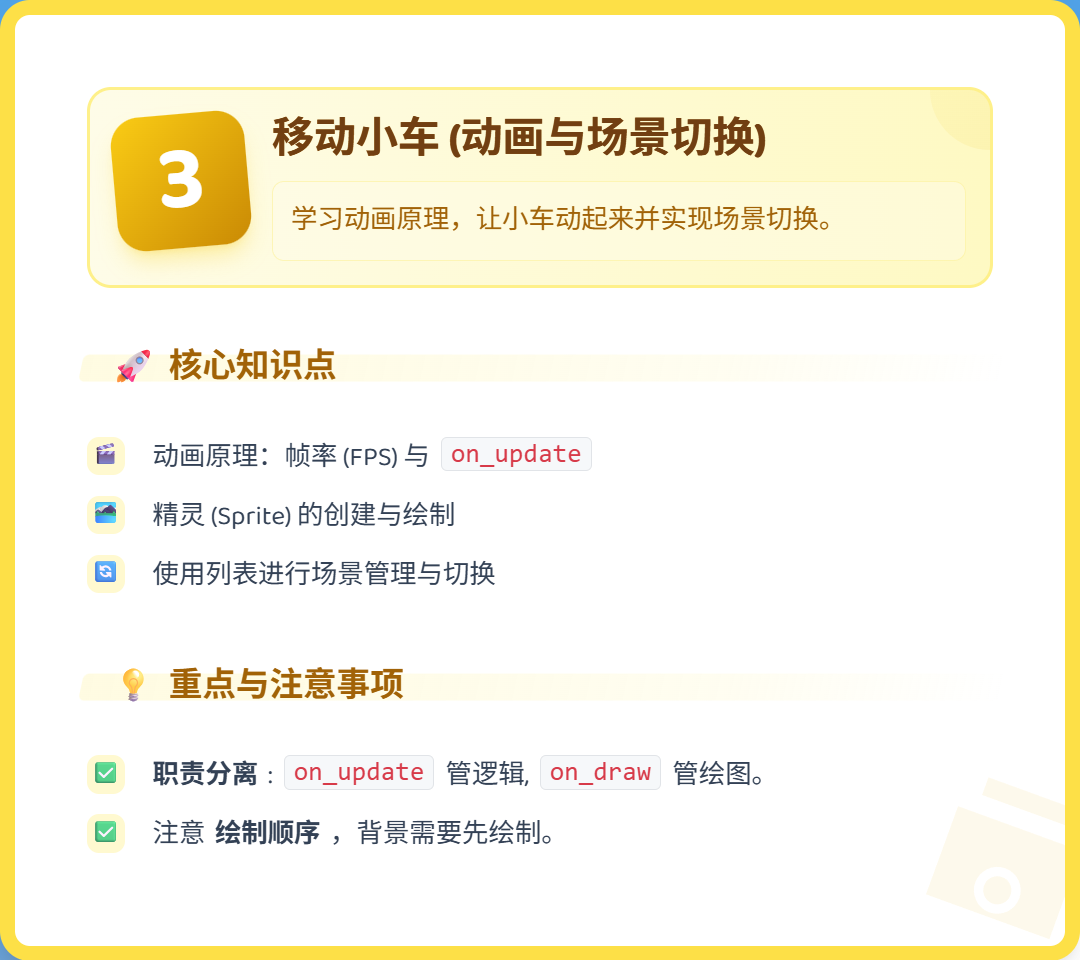 3
移动小车 (动画与场景切换)
学习动画原理，让小车动起来并实现场景切换。
🚀 核心知识点
动画原理：帧率 (FPS) 与 on_update
精灵 (Sprite) 的创建与绘制
使用列表进行场景管理与切换
💡 重点与注意事项
职责分离 : on_update 管逻辑, on_draw 管绘图。
注意 绘制顺序 ，背景需要先绘制。